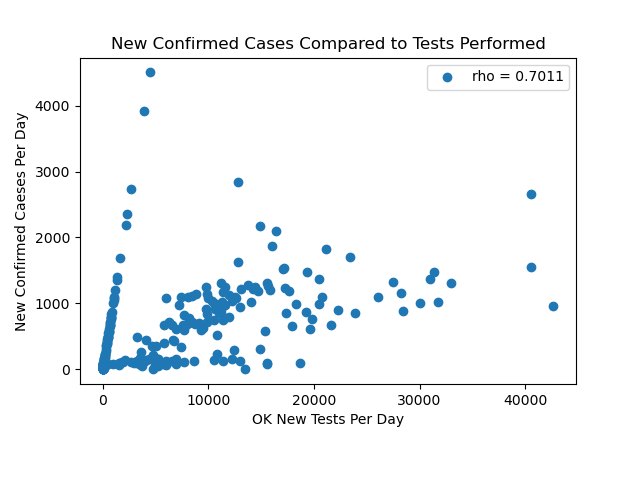 New Confirmed Cases Compared to Tests Performed
rho = 0.7011
New Confirmed Caeses Per Day
4000
3000
2000
1000
0
0 10000 20000 30000 40000
OK New Tests Per Day